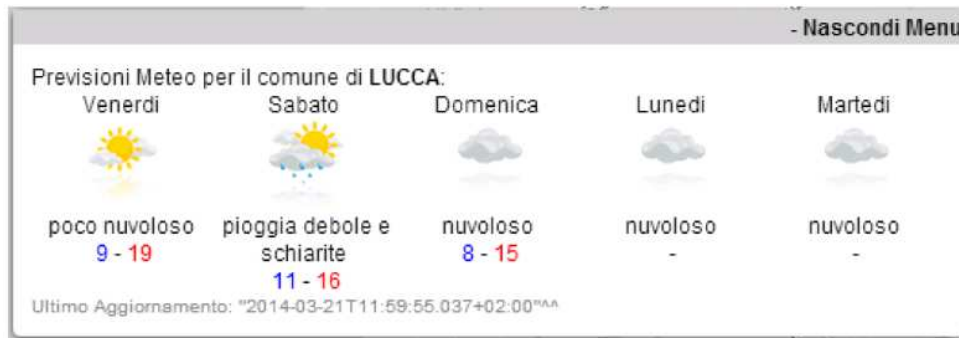 - Nascondi Menu
Previsioni Meteo per il comune di LUCCA:
Venerdi Sabato Domenica Lunedi Martedi
poco nuvoloso pioggia debole e schiarite nuvoloso nuvoloso nuvoloso
9 - 19 11 - 16 8 - 15 - -
Ultimo Aggiornamento: "2014-03-21T11:59:55.037+02:00"^^